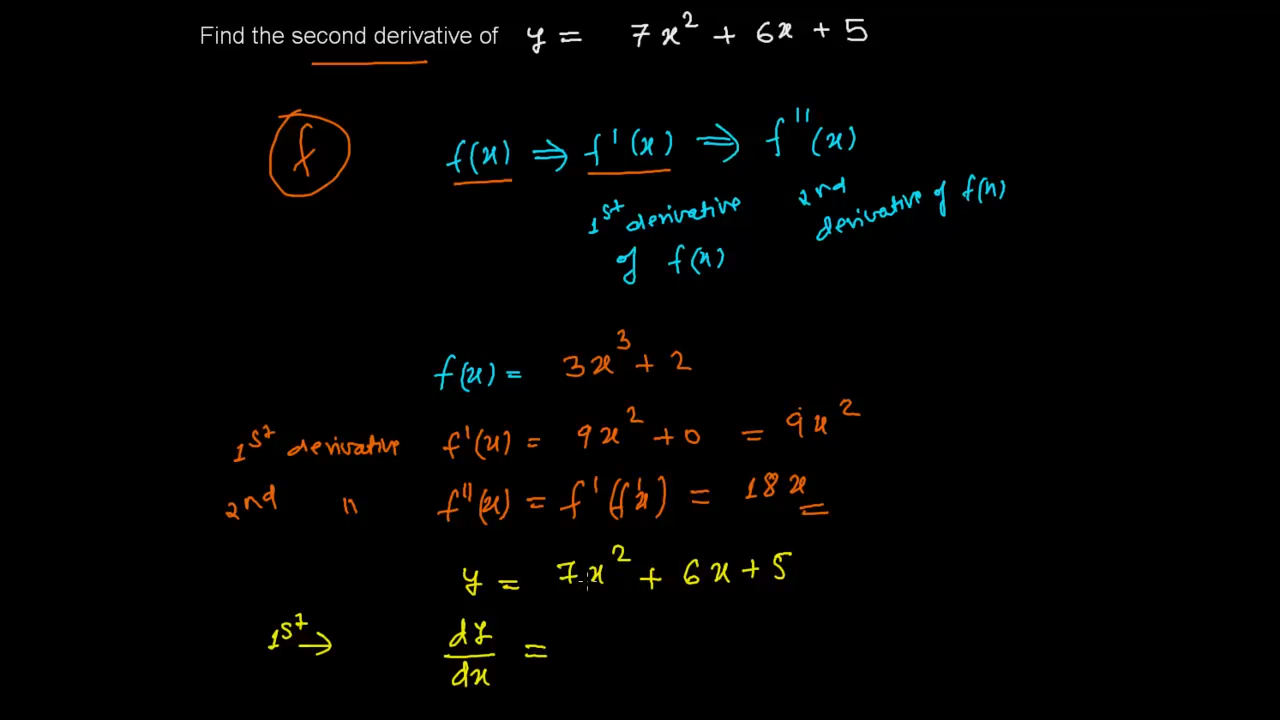 Find the second derivative of y = 7x² + 6x + 5
f f(x) ⇒ f'(x) ⇒ f''(x)
1st derivative of f(x)
2nd derivative of f(x)
f(x) = 3x³ + 2
1st derivative f'(x) = 9x² + 0 = 9x²
2nd " f''(x) = f'(f'x) = 18x
y = 7x² + 6x + 5
1st → dy/dx =